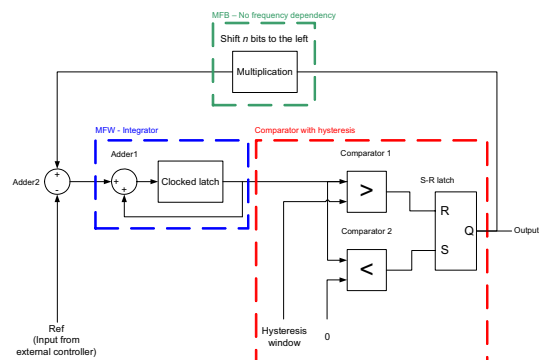 MFB – No frequency dependency
Shift n bits to the left
Multiplication
MFW - Integrator
Comparator with hysteresis
Adder1
Comparator 1
Adder2
+
-
+
+
Clocked latch
>
S-R latch
R
Q
S
Output
Comparator 2
<
Ref
(Input from
external controller)
Hysteresis
window
0